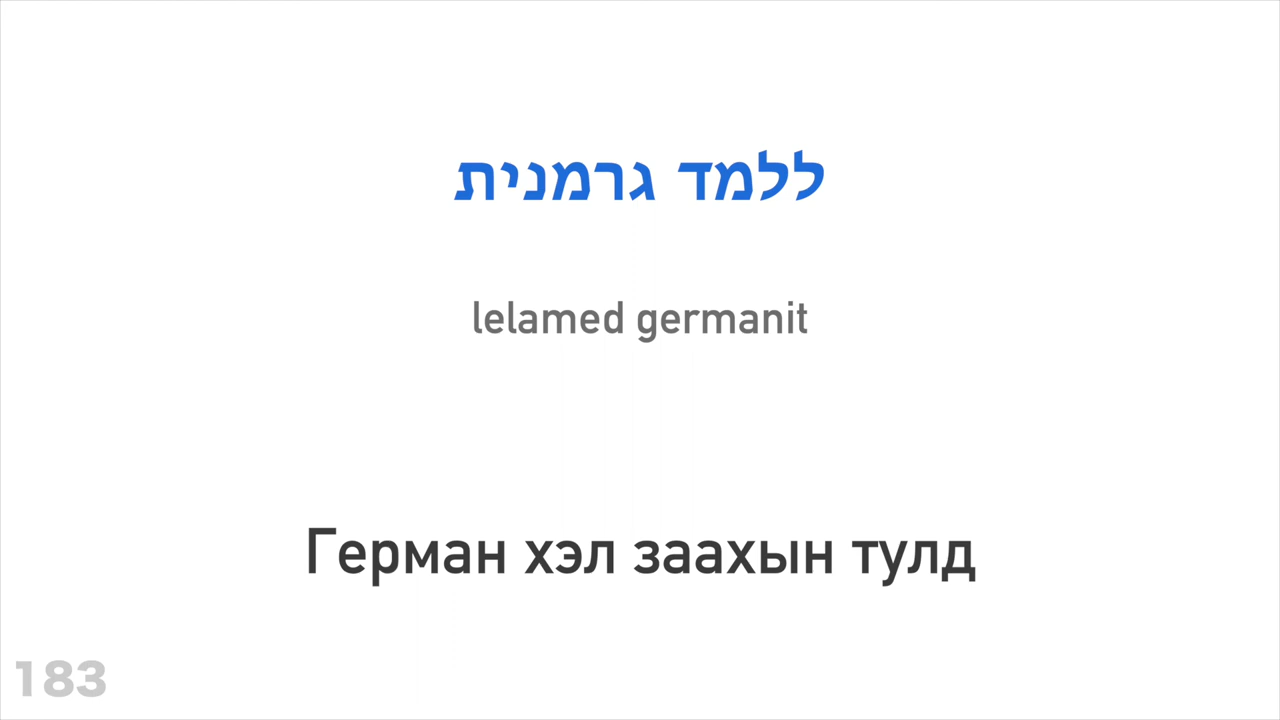 ללמד גרמנית
lelamed germanit
Герман хэл заахын тулд
183